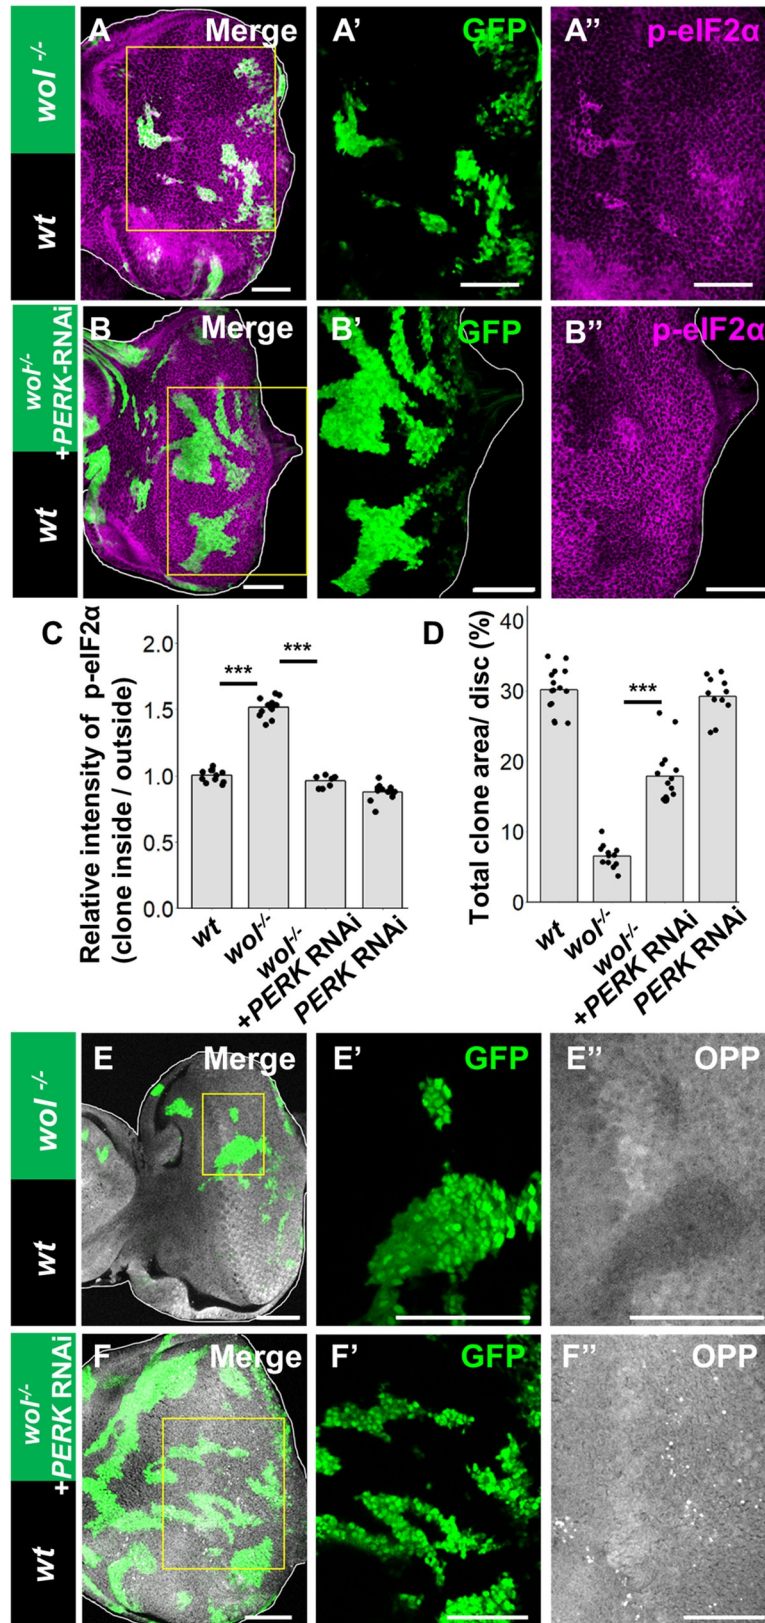 wol -/-
wt
A
Merge
A'
GFP
A"
p-eIF2α
wol-/-
+PERK-RNAi
wt
B
Merge
B'
GFP
B"
p-eIF2α
C
Relative intensity of p-eIF2α
(clone inside / outside)
2.0
1.5
1.0
0.5
0.0
***
***
wt
wol-/-
wol-/-
+PERK RNAi
PERK RNAi
D
Total clone area/ disc (%)
40
30
20
10
0
***
wt
wol-/-
wol-/-
+PERK RNAi
PERK RNAi
wol -/-
wt
E
Merge
E'
GFP
E"
OPP
wol-/-
+PERK RNAi
wt
F
Merge
F'
GFP
F"
OPP